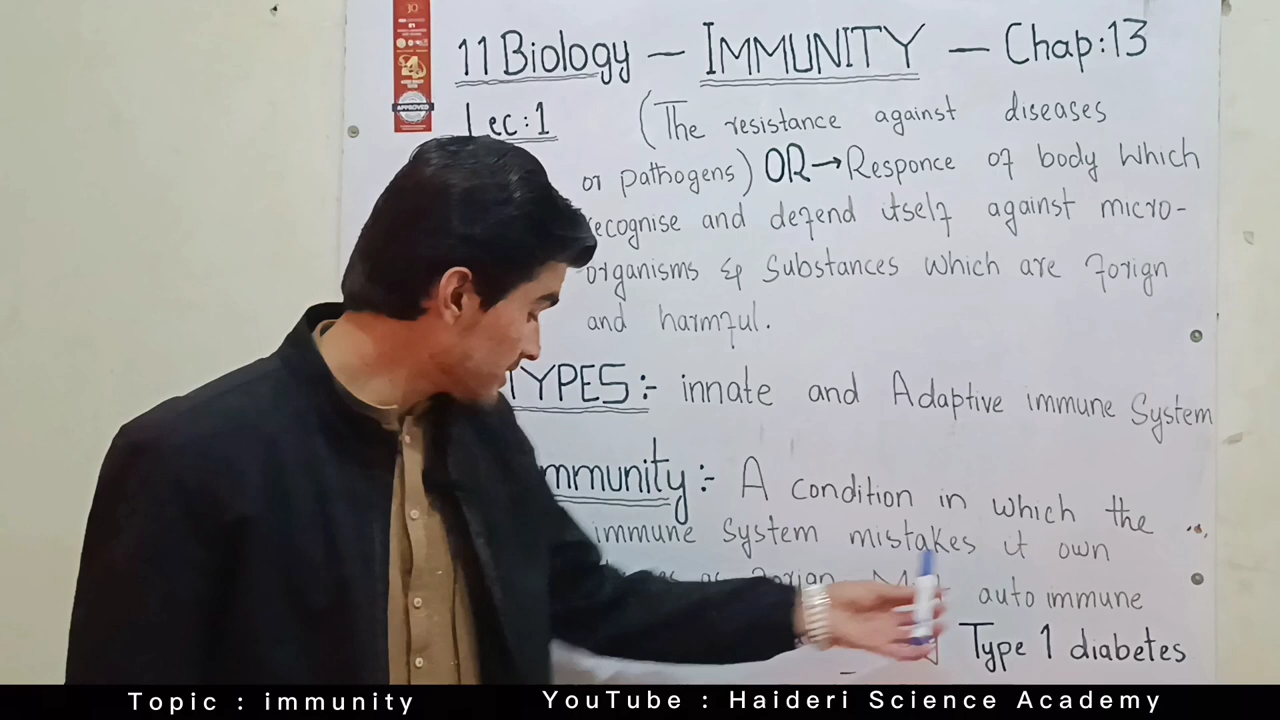 11 Biology — IMMUNITY — Chap:13
Lec:1 (The resistance against diseases
or pathogens) OR→Responce of body which
recognise and defend itself against micro-
organisms & Substances which are forign
and harmful.
TYPES:- innate and Adaptive immune System
mmunity:- A condition in which the
immune System mistakes it own
as forign auto immune
Type 1 diabetes
APPROVED
Topic : immunity YouTube : Haideri Science Academy